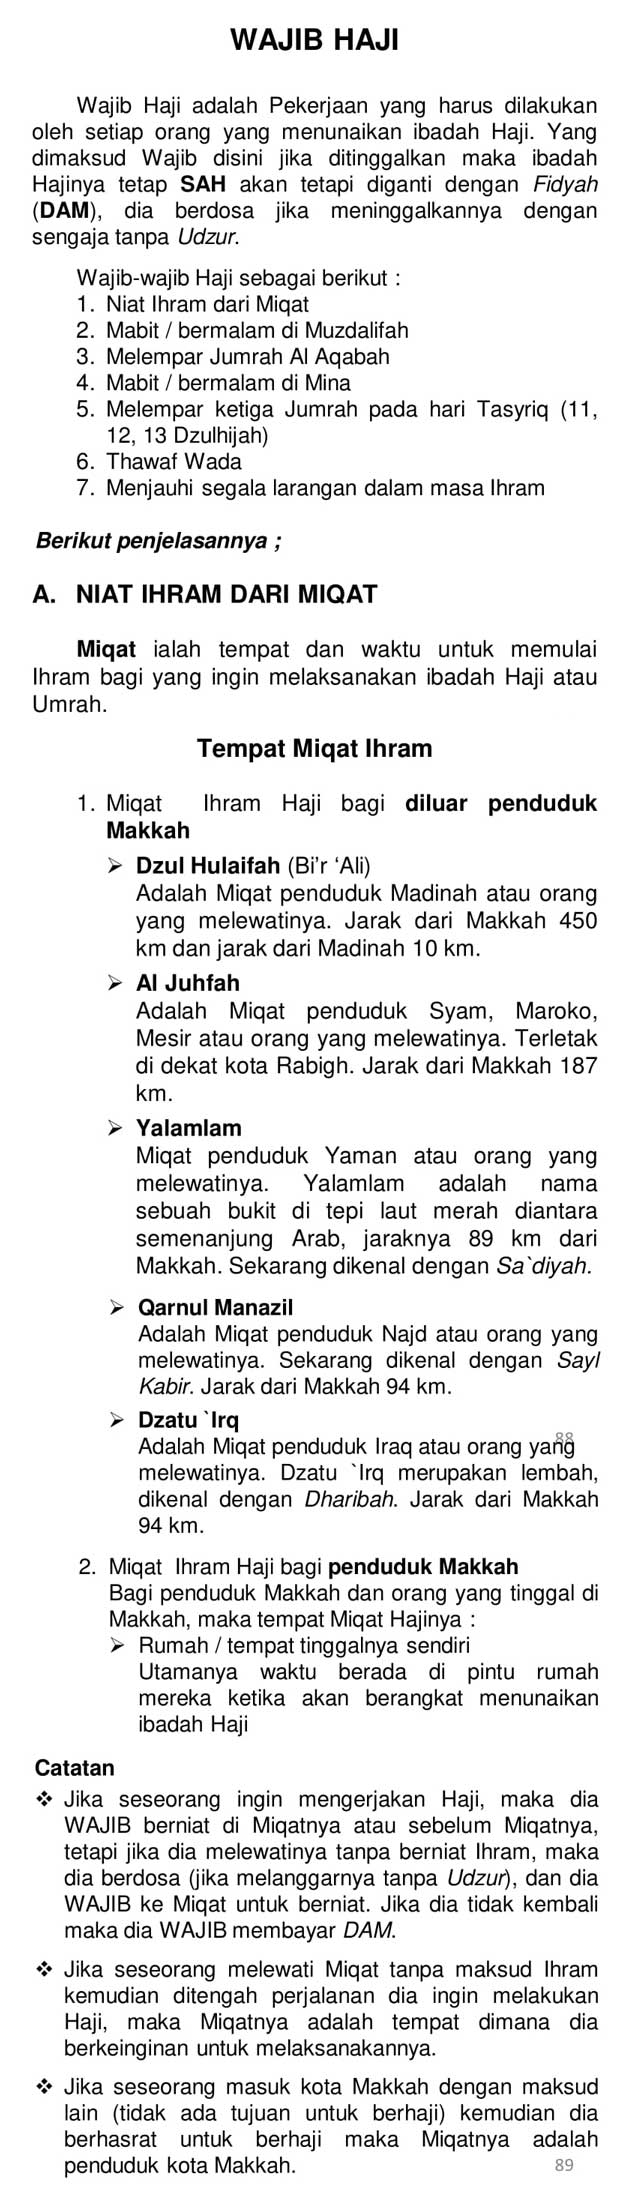 WAJIB HAJI
Wajib Haji adalah Pekerjaan yang harus dilakukan
oleh setiap orang yang menunaikan ibadah Haji. Yang
dimaksud Wajib disini jika ditinggalkan maka ibadah
Hajinya tetap SAH akan tetapi diganti dengan Fidyah
(DAM), dia berdosa jika meninggalkannya dengan
sengaja tanpa Udzur.
Wajib-wajib Haji sebagai berikut :
1. Niat Ihram dari Miqat
2. Mabit / bermalam di Muzdalifah
3. Melempar Jumrah Al Aqabah
4. Mabit / bermalam di Mina
5. Melempar ketiga Jumrah pada hari Tasyriq (11,
12, 13 Dzulhijah)
6. Thawaf Wada
7. Menjauhi segala larangan dalam masa Ihram
Berikut penjelasannya ;
A. NIAT IHRAM DARI MIQAT
Miqat ialah tempat dan waktu untuk memulai
Ihram bagi yang ingin melaksanakan ibadah Haji atau
Umrah.
Tempat Miqat Ihram
1. Miqat Ihram Haji bagi diluar penduduk
Makkah
➢ Dzul Hulaifah (Bi’r ‘Ali)
Adalah Miqat penduduk Madinah atau orang
yang melewatinya. Jarak dari Makkah 450
km dan jarak dari Madinah 10 km.
➢ Al Juhfah
Adalah Miqat penduduk Syam, Maroko,
Mesir atau orang yang melewatinya. Terletak
di dekat kota Rabigh. Jarak dari Makkah 187
km.
➢ Yalamlam
Miqat penduduk Yaman atau orang yang
melewatinya. Yalamlam adalah nama
sebuah bukit di tepi laut merah diantara
semenanjung Arab, jaraknya 89 km dari
Makkah. Sekarang dikenal dengan Sa`diyah.
➢ Qarnul Manazil
Adalah Miqat penduduk Najd atau orang yang
melewatinya. Sekarang dikenal dengan Sayl
Kabir. Jarak dari Makkah 94 km.
➢ Dzatu `Irq
88
Adalah Miqat penduduk Iraq atau orang yang
melewatinya. Dzatu `Irq merupakan lembah,
dikenal dengan Dharibah. Jarak dari Makkah
94 km.
2. Miqat Ihram Haji bagi penduduk Makkah
Bagi penduduk Makkah dan orang yang tinggal di
Makkah, maka tempat Miqat Hajinya :
➢ Rumah / tempat tinggalnya sendiri
Utamanya waktu berada di pintu rumah
mereka ketika akan berangkat menunaikan
ibadah Haji
Catatan
❖ Jika seseorang ingin mengerjakan Haji, maka dia
WAJIB berniat di Miqatnya atau sebelum Miqatnya,
tetapi jika dia melewatinya tanpa berniat Ihram, maka
dia berdosa (jika melanggarnya tanpa Udzur), dan dia
WAJIB ke Miqat untuk berniat. Jika dia tidak kembali
maka dia WAJIB membayar DAM.
❖ Jika seseorang melewati Miqat tanpa maksud Ihram
kemudian ditengah perjalanan dia ingin melakukan
Haji, maka Miqatnya adalah tempat dimana dia
berkeinginan untuk melaksanakannya.
❖ Jika seseorang masuk kota Makkah dengan maksud
lain (tidak ada tujuan untuk berhaji) kemudian dia
berhasrat untuk berhaji maka Miqatnya adalah
penduduk kota Makkah.
89